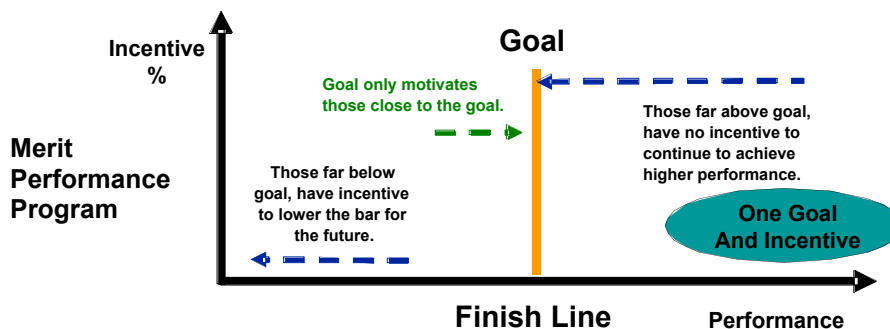 Goal
Incentive
%
Goal only motivates
those close to the goal.
Those far above goal,
have no incentive to
continue to achieve
higher performance.
Merit
Performance
Program
Those far below
goal, have incentive
to lower the bar for
the future.
One Goal
And Incentive
Finish Line
Performance